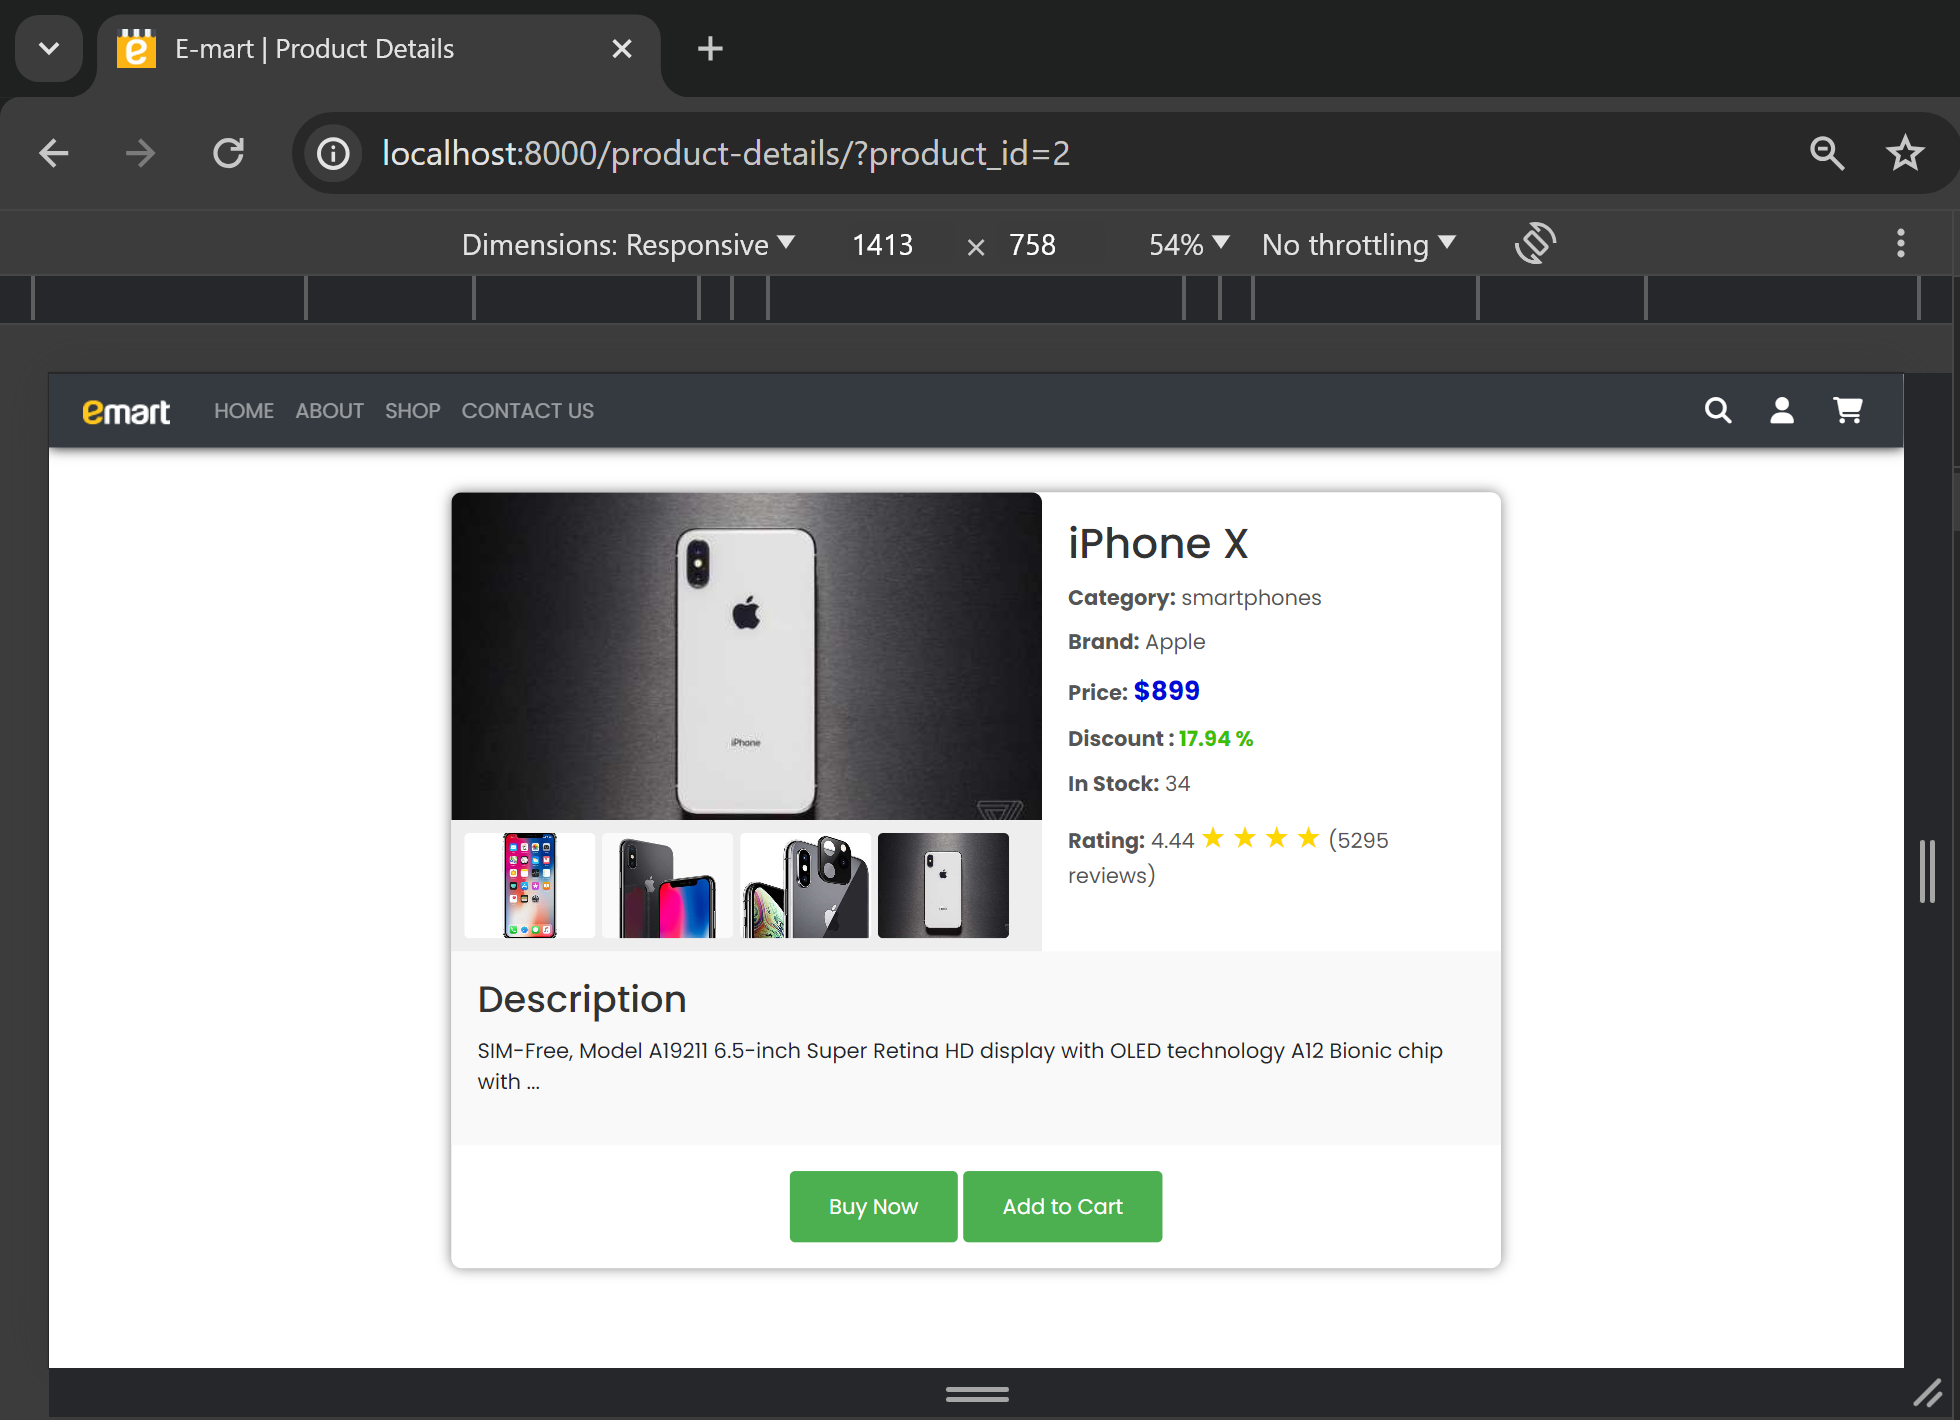 E-mart | Product Details
localhost:8000/product-details/?product_id=2
Dimensions: Responsive 1413 × 758 54% No throttling
emart HOME ABOUT SHOP CONTACT US
iPhone X
Category: smartphones
Brand: Apple
Price: $899
Discount : 17.94 %
In Stock: 34
Rating: 4.44 ★ ★ ★ ★ (5295
reviews)
iPhone
Description
SIM-Free, Model A19211 6.5-inch Super Retina HD display with OLED technology A12 Bionic chip
with ...
Buy Now Add to Cart